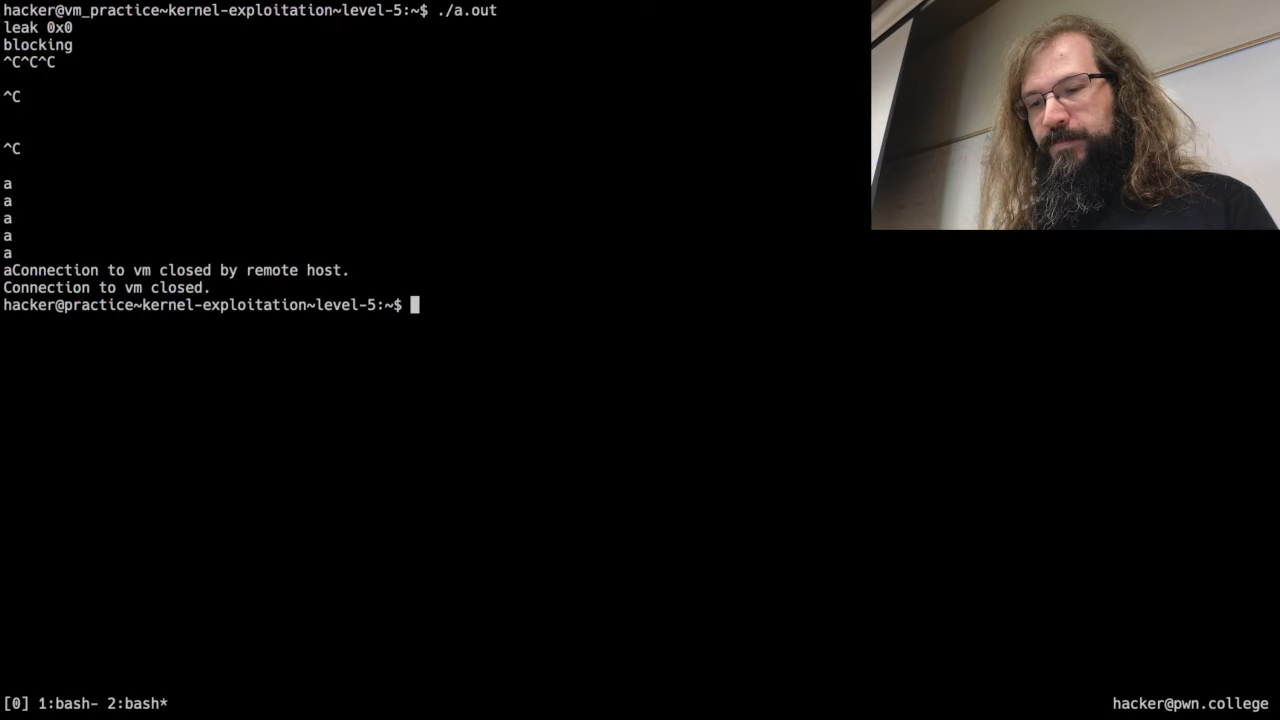 hacker@vm_practice~kernel-exploitation~level-5:~$ ./a.out
leak 0x0
blocking
^C^C^C
^C
^C
a
a
a
a
a
aConnection to vm closed by remote host.
Connection to vm closed.
hacker@practice~kernel-exploitation~level-5:~$
[0] 1:bash- 2:bash*
hacker@pwn.college